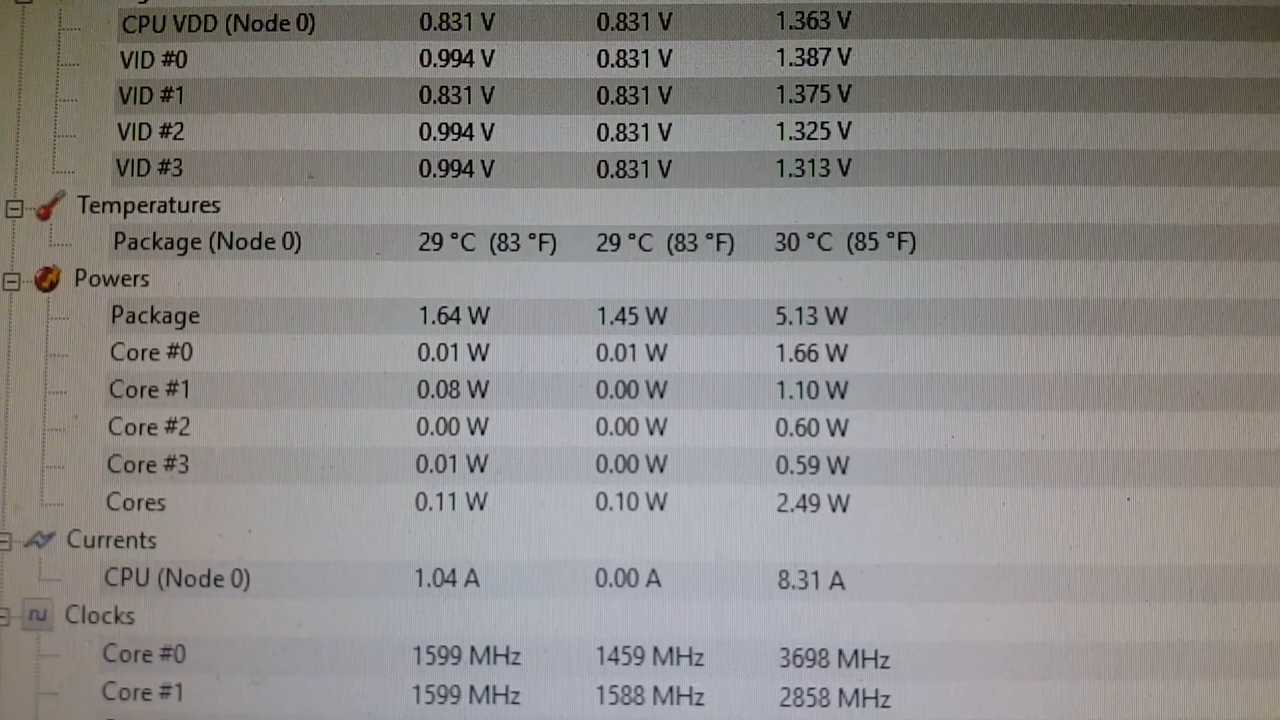 CPU VDD (Node 0) 0.831 V 0.831 V 1.363 V
VID #0 0.994 V 0.831 V 1.387 V
VID #1 0.831 V 0.831 V 1.375 V
VID #2 0.994 V 0.831 V 1.325 V
VID #3 0.994 V 0.831 V 1.313 V
Temperatures
Package (Node 0) 29 °C (83 °F) 29 °C (83 °F) 30 °C (85 °F)
Powers
Package 1.64 W 1.45 W 5.13 W
Core #0 0.01 W 0.01 W 1.66 W
Core #1 0.08 W 0.00 W 1.10 W
Core #2 0.00 W 0.00 W 0.60 W
Core #3 0.01 W 0.00 W 0.59 W
Cores 0.11 W 0.10 W 2.49 W
Currents
CPU (Node 0) 1.04 A 0.00 A 8.31 A
Clocks
Core #0 1599 MHz 1459 MHz 3698 MHz
Core #1 1599 MHz 1588 MHz 2858 MHz